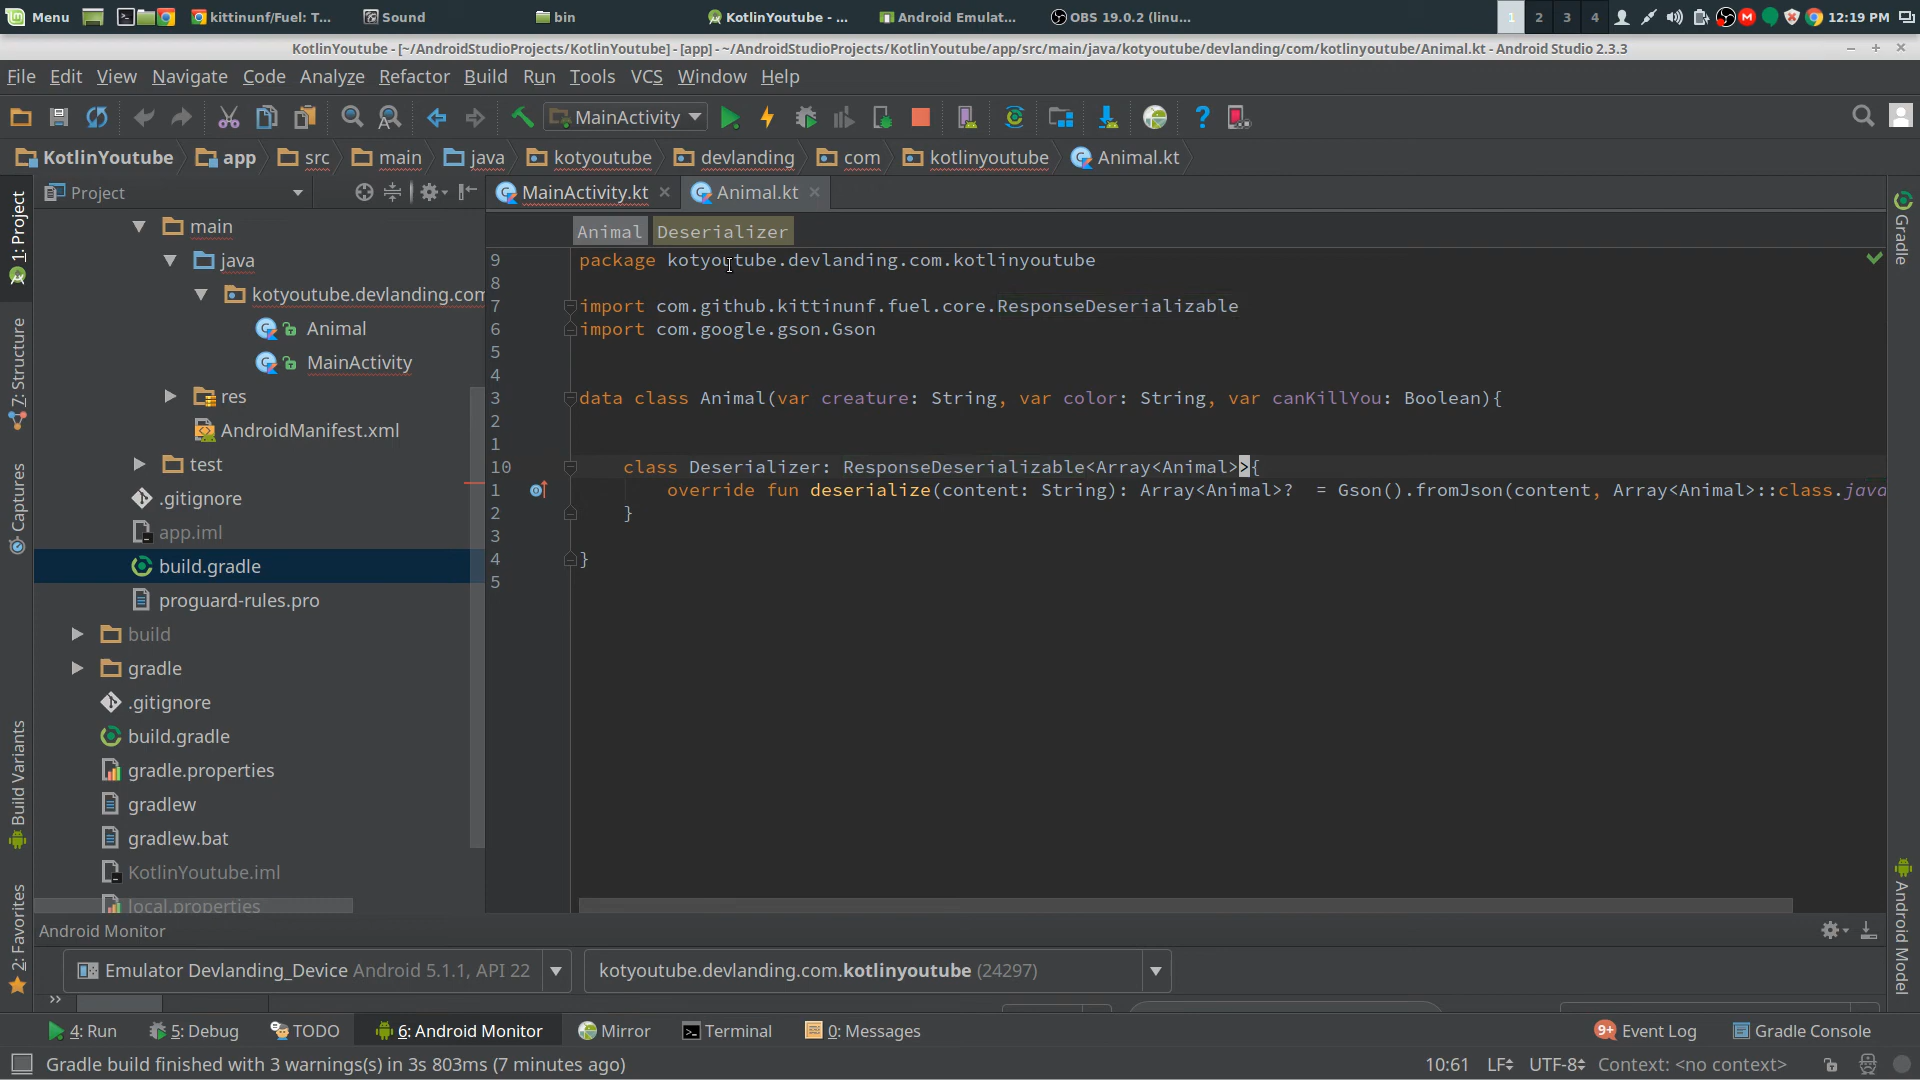 Menu kittinunf/Fuel: T... Sound bin KotlinYoutube - ... Android Emulat... OBS 19.0.2 (linu... 1 2 3 4 12:19 PM
KotlinYoutube - [~/AndroidStudioProjects/KotlinYoutube] - [app] - ~/AndroidStudioProjects/KotlinYoutube/app/src/main/java/kotyoutube/devlanding/com/kotlinyoutube/Animal.kt - Android Studio 2.3.3
File Edit View Navigate Code Analyze Refactor Build Run Tools VCS Window Help
MainActivity
KotlinYoutube app src main java kotyoutube devlanding com kotlinyoutube Animal.kt
Project
MainActivity.kt Animal.kt
Animal Deserializer
1: Project
7: Structure
Captures
Build Variants
2: Favorites
main
java
kotyoutube.devlanding.com
Animal
MainActivity
res
AndroidManifest.xml
test
.gitignore
app.iml
build.gradle
proguard-rules.pro
build
gradle
.gitignore
build.gradle
gradle.properties
gradlew
gradlew.bat
KotlinYoutube.iml
local.properties
9 package kotyoutube.devlanding.com.kotlinyoutube
8
7 import com.github.kittinunf.fuel.core.ResponseDeserializable
6 import com.google.gson.Gson
5
4
3 data class Animal(var creature: String, var color: String, var canKillYou: Boolean){
2
1
10 class Deserializer: ResponseDeserializable<Array<Animal>>{
1 override fun deserialize(content: String): Array<Animal>? = Gson().fromJson(content, Array<Animal>::class.java
2 }
3
4 }
5
Gradle
Android Model
Android Monitor
Emulator Devlanding_Device Android 5.1.1, API 22 kotyoutube.devlanding.com.kotlinyoutube (24297)
4: Run 5: Debug TODO 6: Android Monitor Mirror Terminal 0: Messages 9+ Event Log Gradle Console
Gradle build finished with 3 warnings(s) in 3s 803ms (7 minutes ago) 10:61 LF UTF-8 Context: <no context>